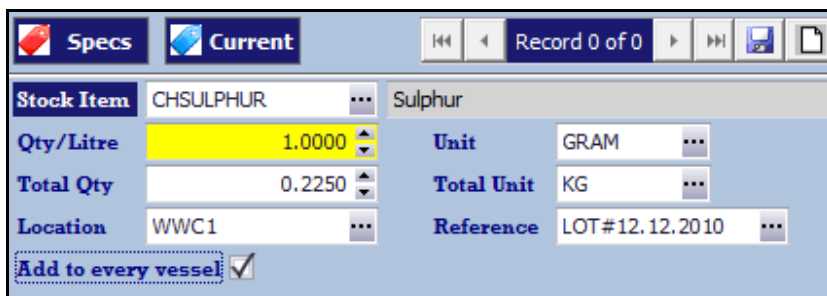 Specs Current Record 0 of 0
Stock Item CHSULPHUR ... Sulphur
Qty/Litre 1.0000 Unit GRAM ...
Total Qty 0.2250 Total Unit KG ...
Location WWC1 ... Reference LOT#12.12.2010 ...
Add to every vessel